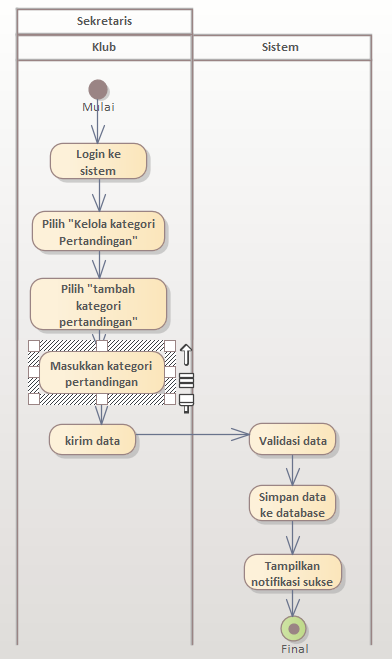 Sekretaris
Klub
Sistem
Mulai
Login ke
sistem
Pilih "Kelola kategori
Pertandingan"
Pilih "tambah
kategori
pertandingan"
Masukkan kategori
pertandingan
kirim data
Validasi data
Simpan data
ke database
Tampilkan
notifikasi sukse
Final